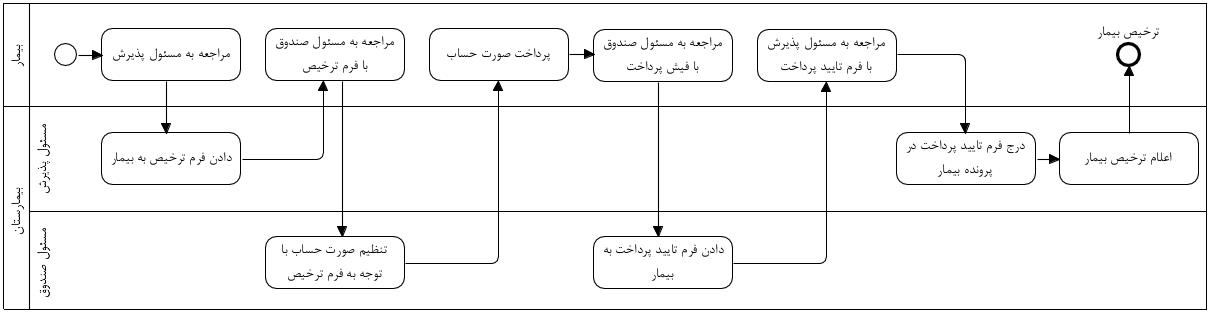 بیمار
مراجعه به مسئول پذیرش
مراجعه به مسئول صندوق
با فرم ترخیص
پرداخت صورت حساب
مراجعه به مسئول صندوق
با فیش پرداخت
مراجعه به مسئول پذیرش
با فرم تایید پرداخت
ترخیص بیمار
بیمارستان
مسئول پذیرش
دادن فرم ترخیص به بیمار
درج فرم تایید پرداخت در
پرونده بیمار
اعلام ترخیص بیمار
مسئول صندوق
تنظیم صورت حساب با
توجه به فرم ترخیص
دادن فرم تایید پرداخت به
بیمار